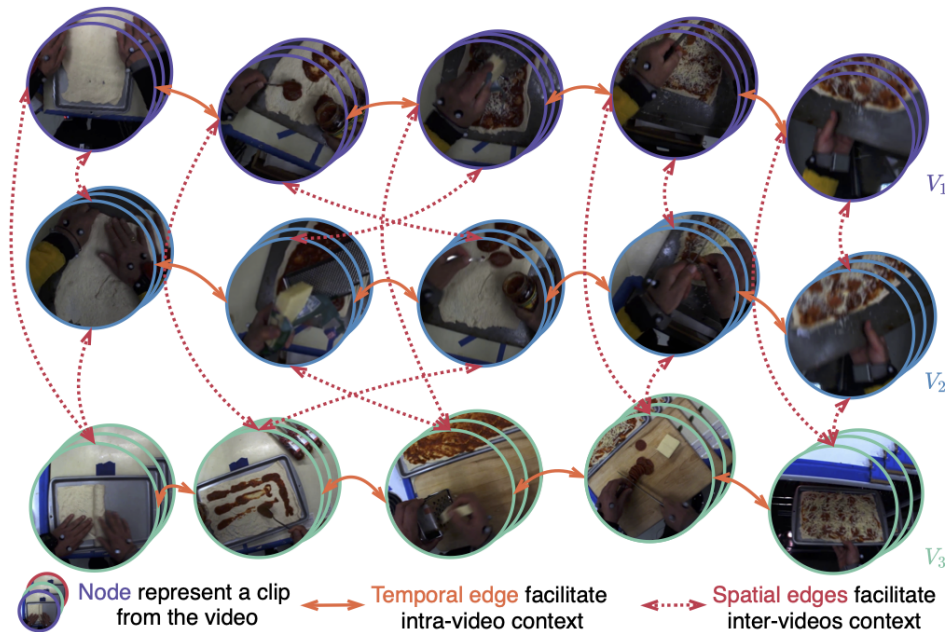 V1
V2
V3
Node represent a clip
from the video
Temporal edge facilitate
intra-video context
Spatial edges facilitate
inter-videos context